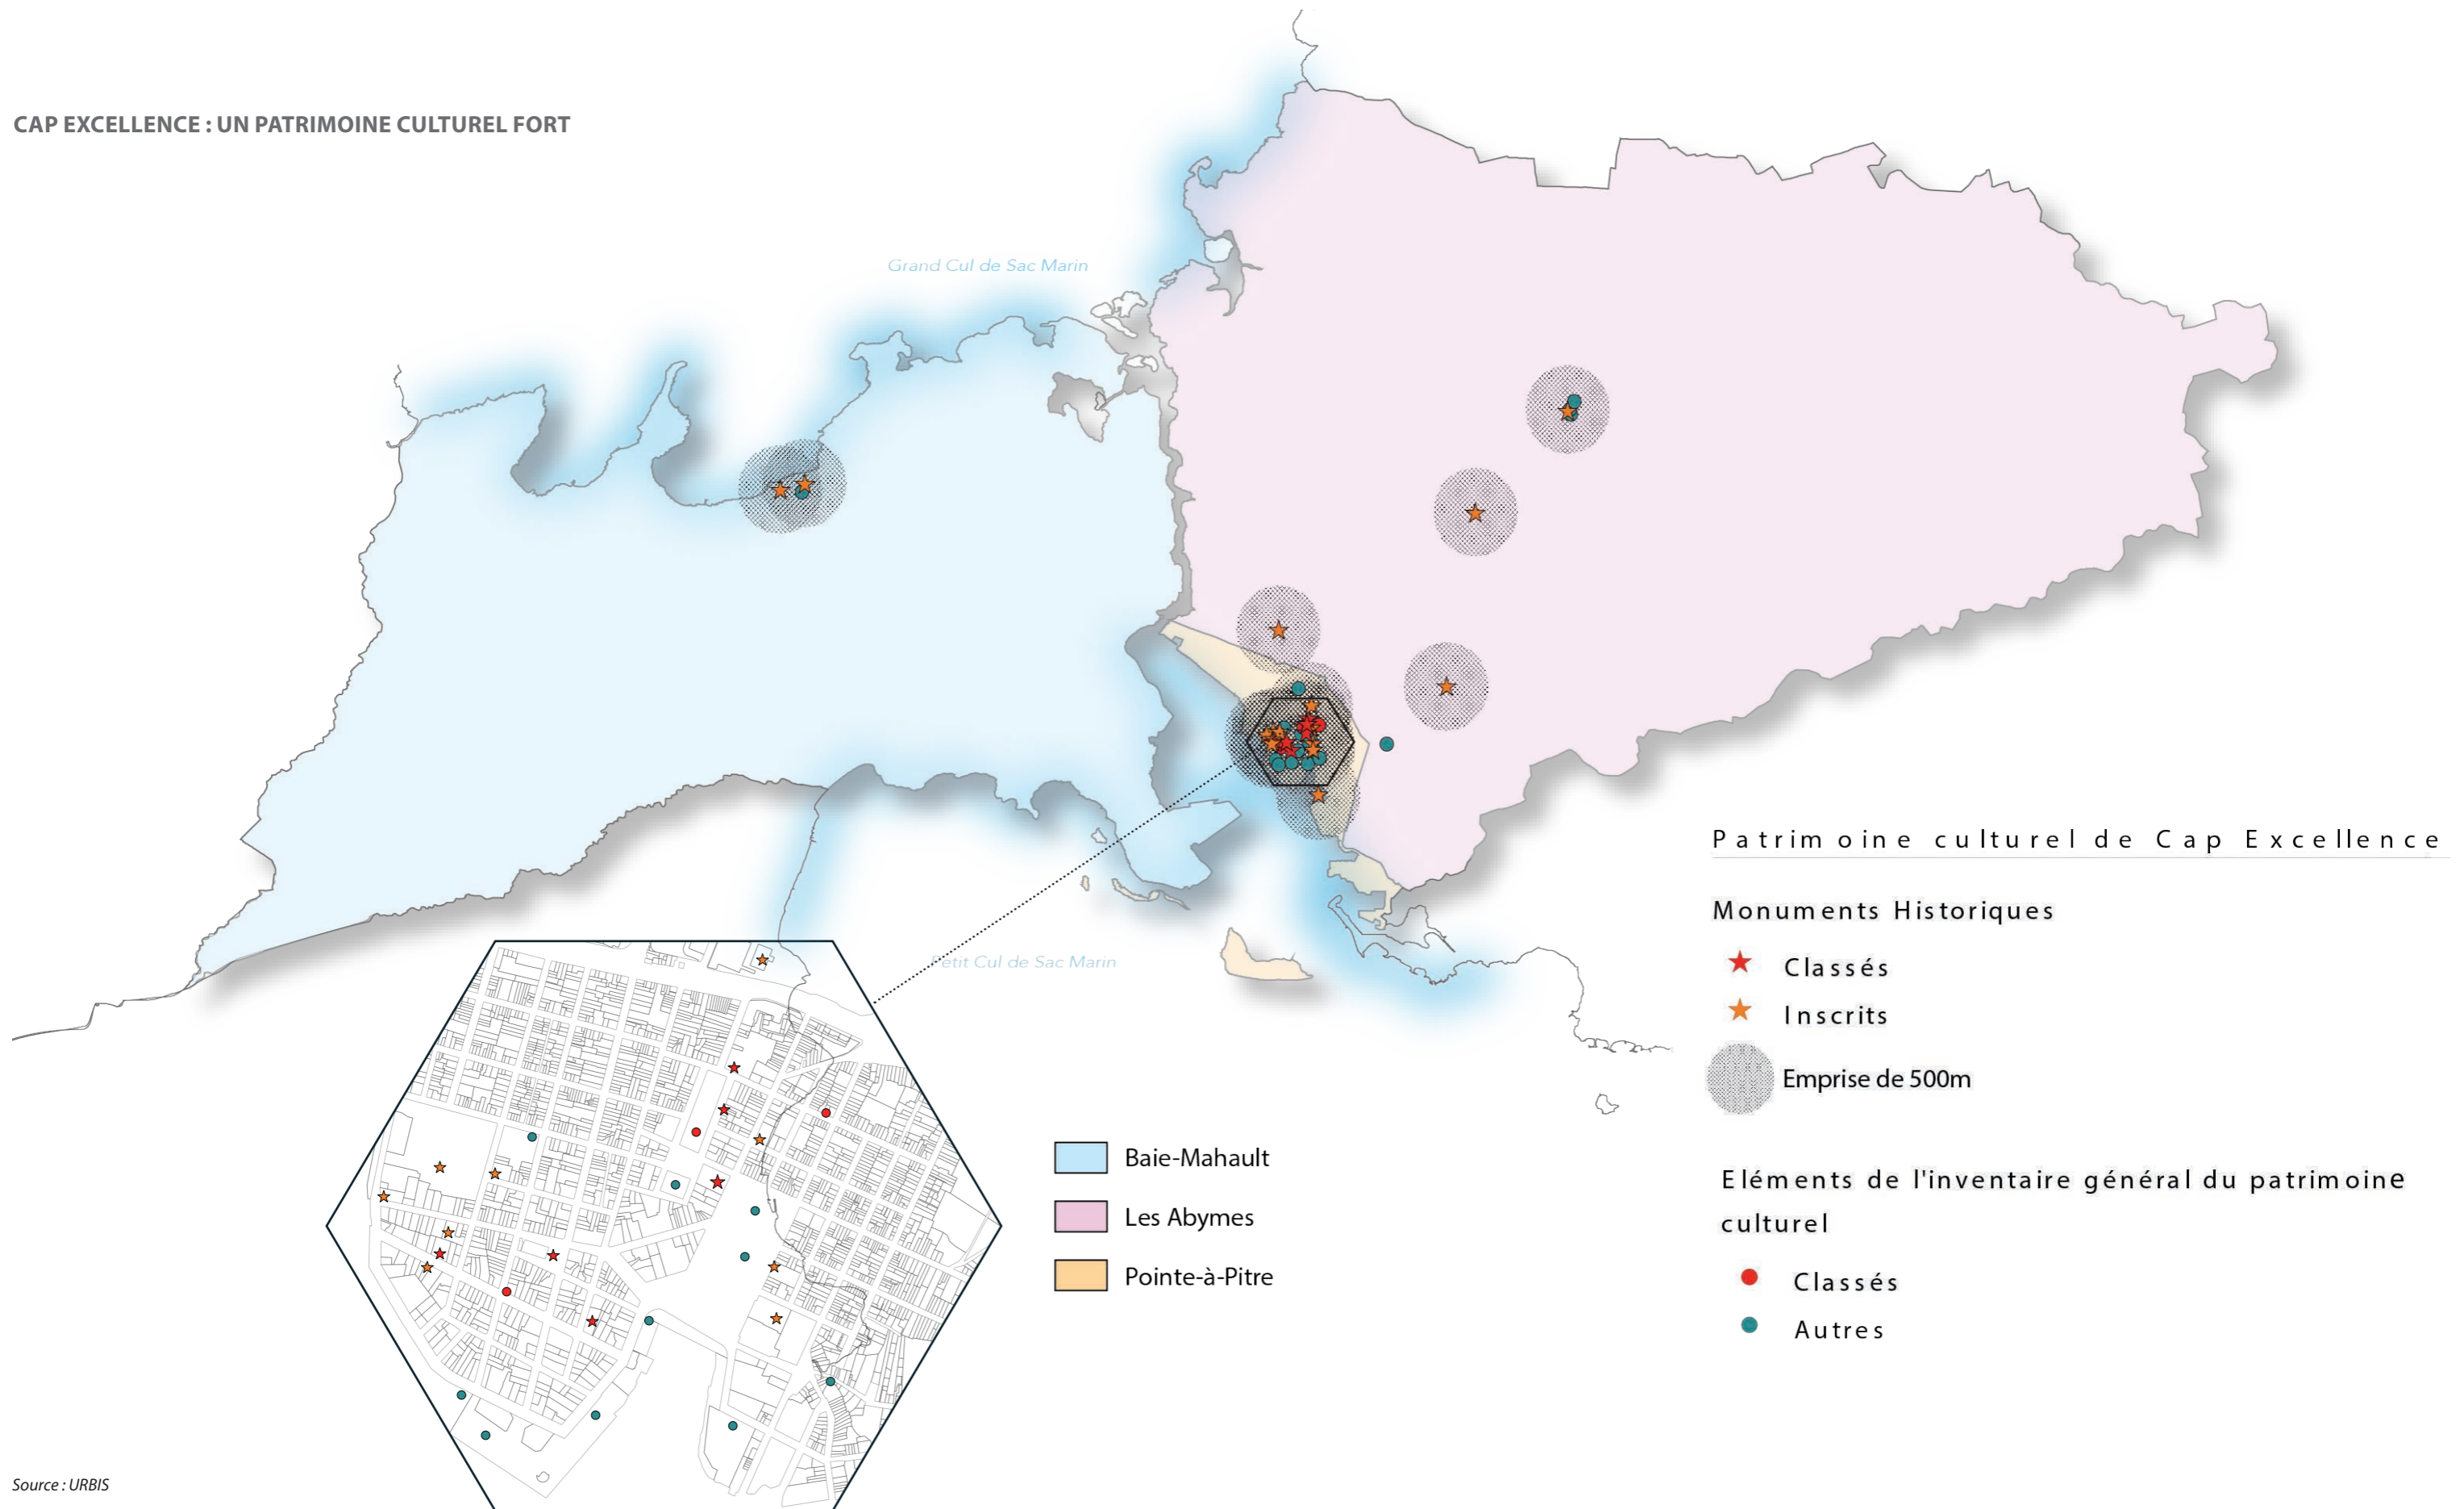 CAP EXCELLENCE : UN PATRIMOINE CULTUREL FORT
Grand Cul de Sac Marin
Petit Cul de Sac Marin
Patrimoine culturel de Cap Excellence
Monuments Historiques
Classés
Inscrits
Emprise de 500m
Eléments de l'inventaire général du patrimoine
culturel
Classés
Autres
Baie-Mahault
Les Abymes
Pointe-à-Pitre
Source : URBIS